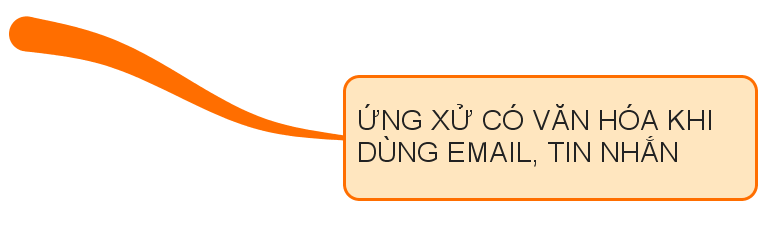 ỨNG XỬ CÓ VĂN HÓA KHI
DÙNG EMAIL, TIN NHẮN